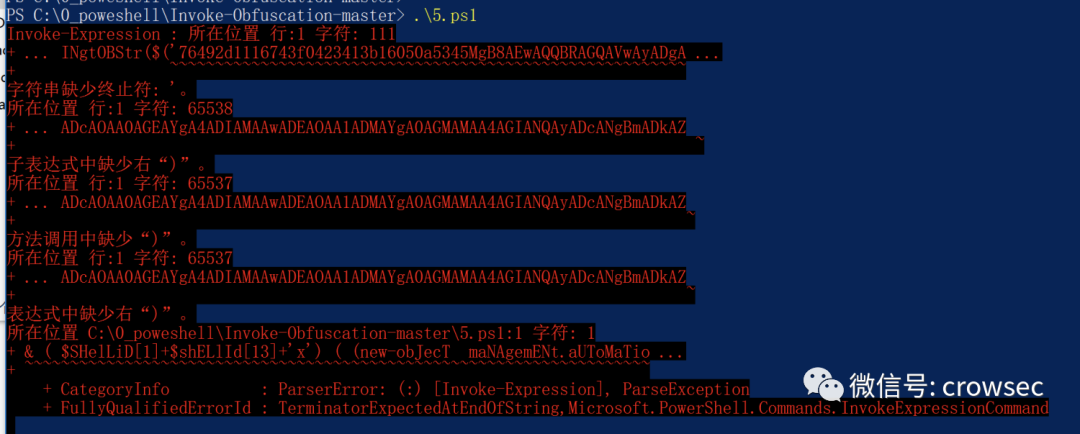 PS C:\0_poweshell\Invoke-Obfuscation-master> .\5.ps1
Invoke-Expression : 所在位置 行:1 字符: 111
+ ... INgtOBStr($('76492d1116743f0423413b16050a5345MgB8AEwAQQBRAGQAVwAyADgA ...
+ ~~~~~~~~~~~~~~~~~~~~~~~~~~~~~~~~~~~~~~~~~~~~~~~~~~~~~~~~~~
字符串缺少终止符: '。
所在位置 行:1 字符: 65538
+ ... ADcAOAA0AGEAYgA4ADIAMAAwADEAOAA1ADMAYgA0AGMAMAA4AGIANQAyADcANgBmADkAZ
+ ~
子表达式中缺少右“)”。
所在位置 行:1 字符: 65537
+ ... ADcAOAA0AGEAYgA4ADIAMAAwADEAOAA1ADMAYgA0AGMAMAA4AGIANQAyADcANgBmADkAZ
+ ~
方法调用中缺少“)”。
所在位置 行:1 字符: 65537
+ ... ADcAOAA0AGEAYgA4ADIAMAAwADEAOAA1ADMAYgA0AGMAMAA4AGIANQAyADcANgBmADkAZ
+ ~
表达式中缺少右“)”。
所在位置 C:\0_poweshell\Invoke-Obfuscation-master\5.ps1:1 字符: 1
+ & ( $SHelLiD[1]+$shELlId[13]+'x') ( (new-obJecT  maNAgemENt.aUToMaTio ...
+ ~~~~~~~~~~~~~~~~~~~~~~~~~~~~~~~~~~~~~~~~~~~~~~~~~~~~~~~~~~~~~~~~~~~~~
+ CategoryInfo : ParserError: (:) [Invoke-Expression], ParseException
+ FullyQualifiedErrorId : TerminatorExpectedAtEndOfString,Microsoft.PowerShell.Commands.InvokeExpressionCommand
微信号: crowsec